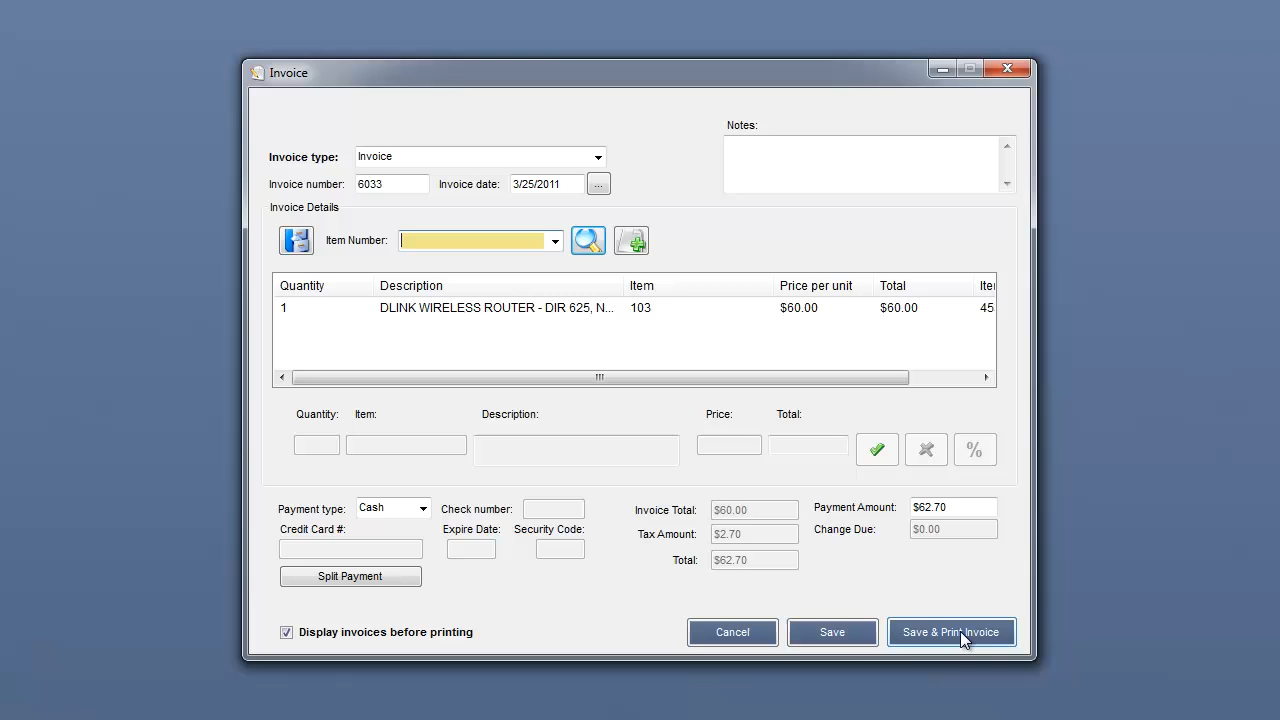 Invoice
Notes:
Invoice type: Invoice
Invoice number: 6033 Invoice date: 3/25/2011 ...
Invoice Details
Item Number:
Quantity Description Item Price per unit Total Iter
1 DLINK WIRELESS ROUTER - DIR 625, N... 103 $60.00 $60.00 45
Quantity: Item: Description: Price: Total:
%
Payment type: Cash Check number: Invoice Total: $60.00 Payment Amount: $62.70
Credit Card #: Expire Date: Security Code: Tax Amount: $2.70 Change Due: $0.00
Total: $62.70
Split Payment
Display invoices before printing Cancel Save Save & Print Invoice